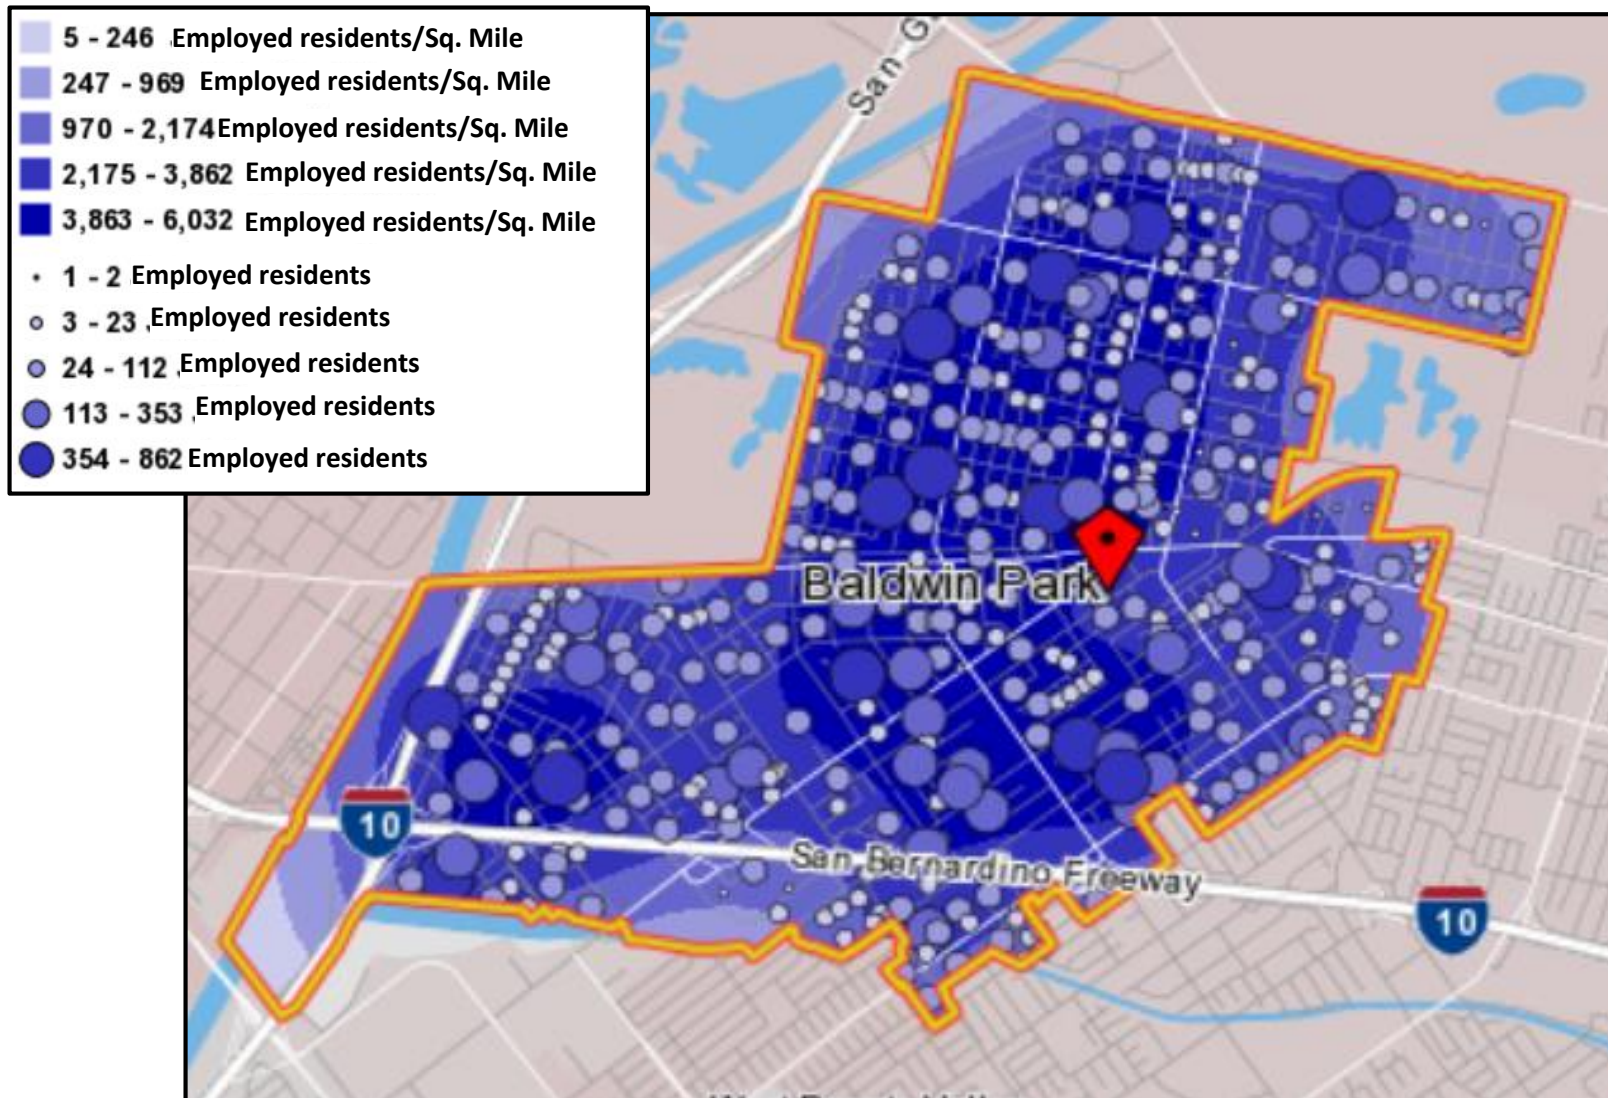 5 - 246 Employed residents/Sq. Mile
247 - 969 Employed residents/Sq. Mile
970 - 2,174 Employed residents/Sq. Mile
2,175 - 3,862 Employed residents/Sq. Mile
3,863 - 6,032 Employed residents/Sq. Mile
1 - 2 Employed residents
3 - 23 Employed residents
24 - 112 Employed residents
113 - 353 Employed residents
354 - 862 Employed residents
San
Baldwin Park
10
San Bernardino Freeway
10